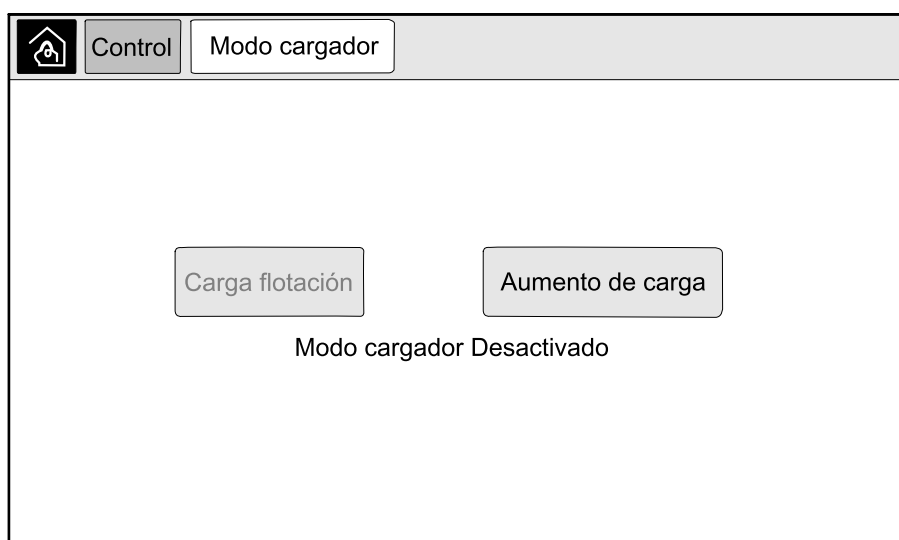 Control Modo cargador
Carga flotación Aumento de carga
Modo cargador Desactivado